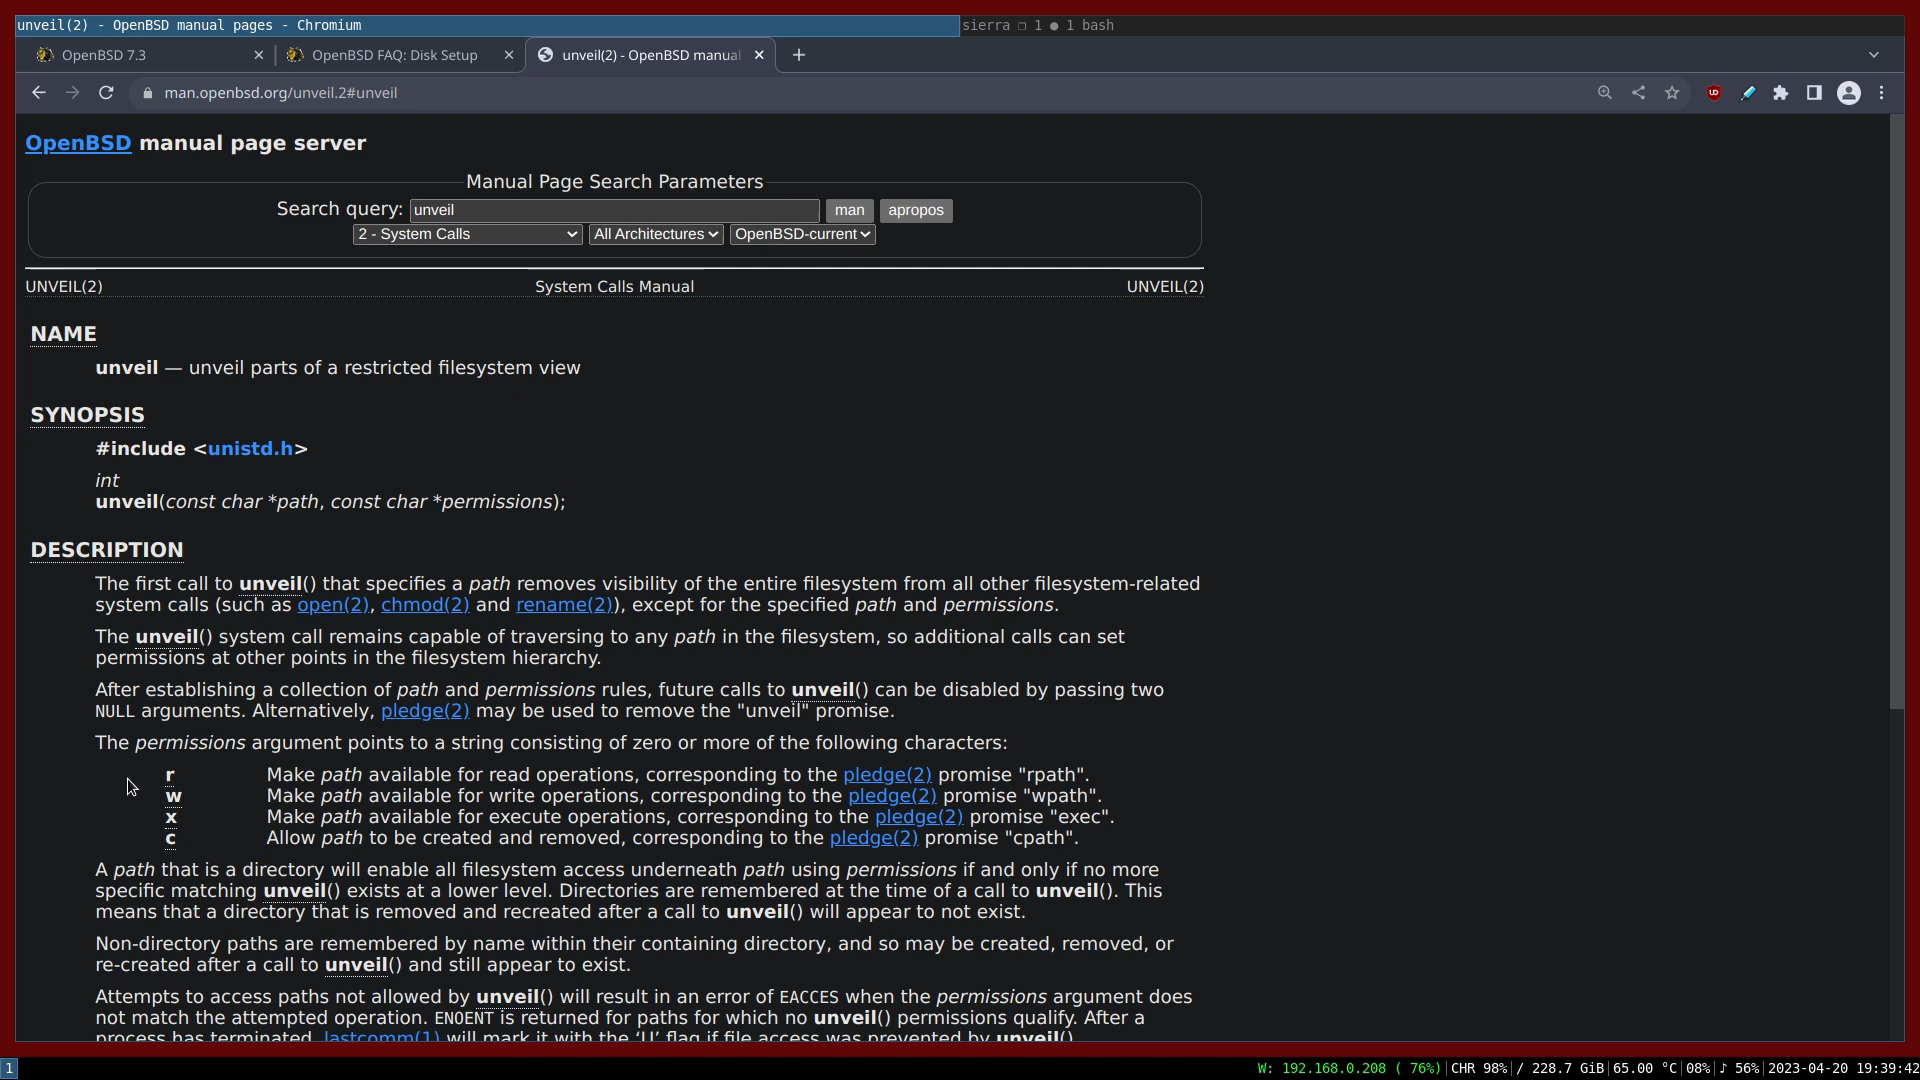 unveil(2) - OpenBSD manual pages - Chromium
sierra ❐ 1 ● 1 bash
OpenBSD 7.3
OpenBSD FAQ: Disk Setup
unveil(2) - OpenBSD manual
man.openbsd.org/unveil.2#unveil
OpenBSD manual page server
Manual Page Search Parameters
Search query: unveil man apropos
2 - System Calls All Architectures OpenBSD-current
UNVEIL(2) System Calls Manual UNVEIL(2)
NAME
unveil — unveil parts of a restricted filesystem view
SYNOPSIS
#include <unistd.h>
int
unveil(const char *path, const char *permissions);
DESCRIPTION
The first call to unveil() that specifies a path removes visibility of the entire filesystem from all other filesystem-related
system calls (such as open(2), chmod(2) and rename(2)), except for the specified path and permissions.
The unveil() system call remains capable of traversing to any path in the filesystem, so additional calls can set
permissions at other points in the filesystem hierarchy.
After establishing a collection of path and permissions rules, future calls to unveil() can be disabled by passing two
NULL arguments. Alternatively, pledge(2) may be used to remove the "unveil" promise.
The permissions argument points to a string consisting of zero or more of the following characters:
r Make path available for read operations, corresponding to the pledge(2) promise "rpath".
w Make path available for write operations, corresponding to the pledge(2) promise "wpath".
x Make path available for execute operations, corresponding to the pledge(2) promise "exec".
c Allow path to be created and removed, corresponding to the pledge(2) promise "cpath".
A path that is a directory will enable all filesystem access underneath path using permissions if and only if no more
specific matching unveil() exists at a lower level. Directories are remembered at the time of a call to unveil(). This
means that a directory that is removed and recreated after a call to unveil() will appear to not exist.
Non-directory paths are remembered by name within their containing directory, and so may be created, removed, or
re-created after a call to unveil() and still appear to exist.
Attempts to access paths not allowed by unveil() will result in an error of EACCES when the permissions argument does
not match the attempted operation. ENOENT is returned for paths for which no unveil() permissions qualify. After a
process has terminated, lastcomm(1) will mark it with the ‘U’ flag if file access was prevented by unveil().
1
W: 192.168.0.208 ( 76%)|CHR 98%|/ 228.7 GiB|65.00 °C|08%|♪ 56%|2023-04-20 19:39:42